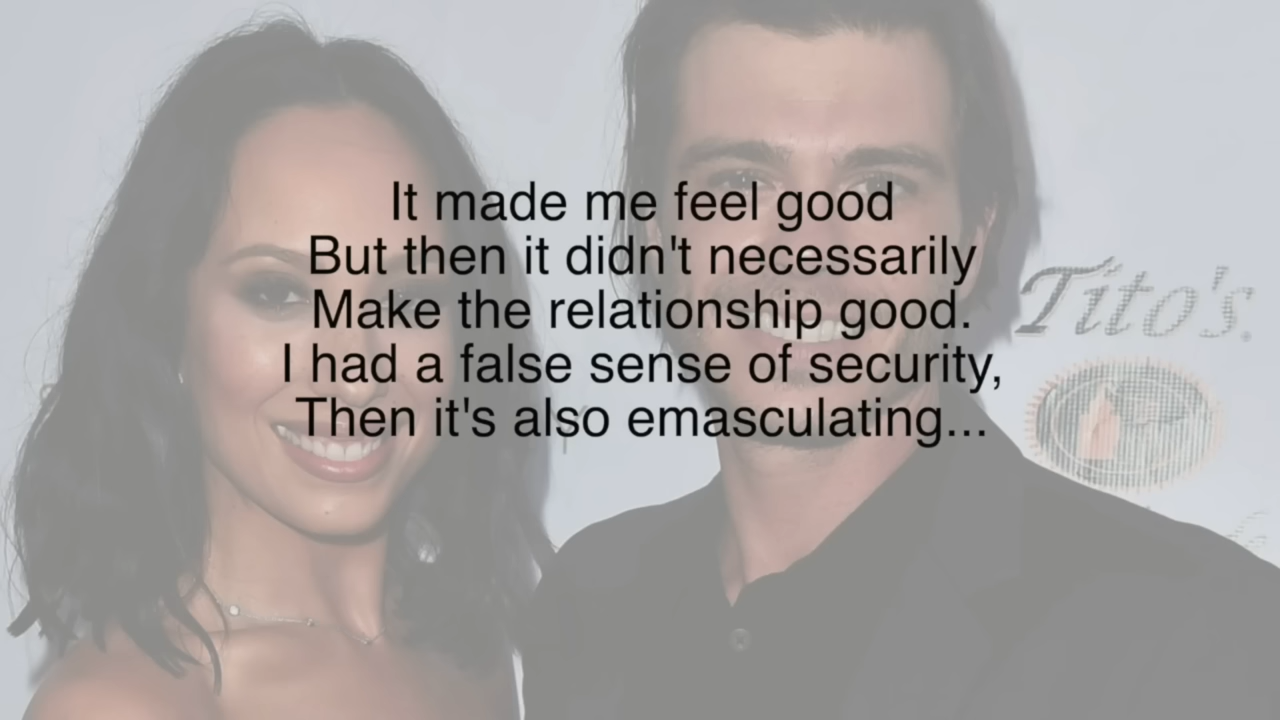 It made me feel good
But then it didn't necessarily
Make the relationship good.
I had a false sense of security,
Then it's also emasculating...
Tito's.